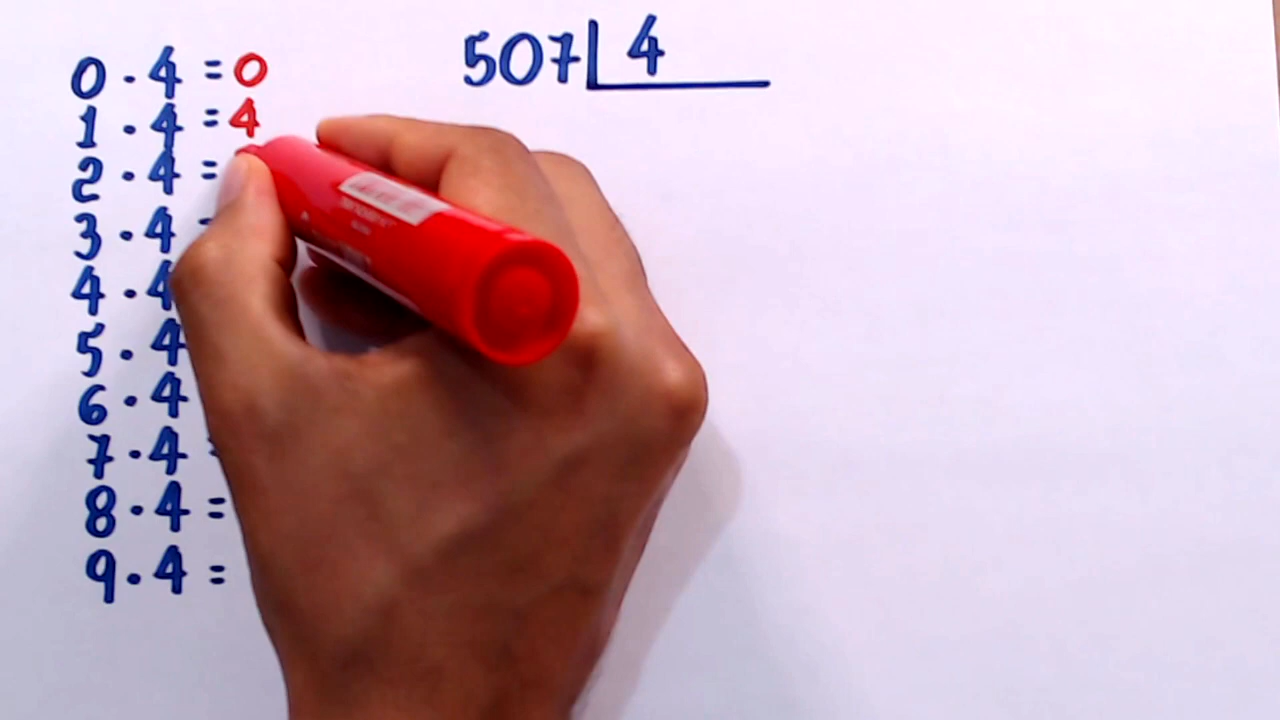 0 · 4 = 0
1 · 4 = 4
2 · 4 =
3 · 4 =
4 · 4
5 · 4
6 · 4
7 · 4 =
8 · 4 =
9 · 4 =
507 4